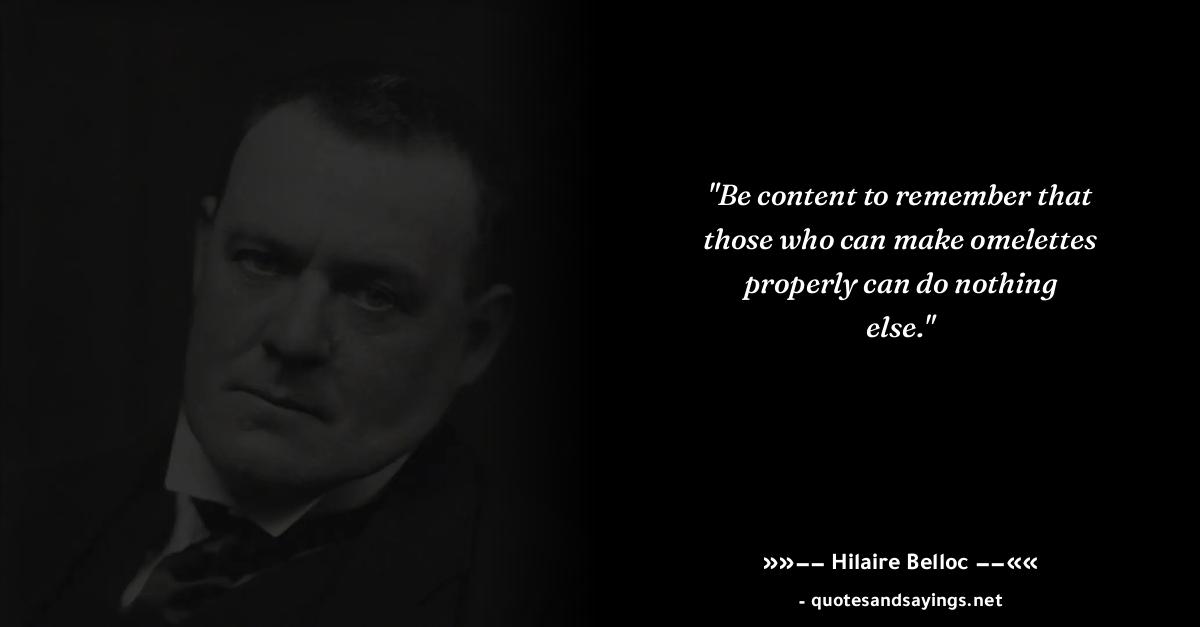 "Be content to remember that
those who can make omelettes
properly can do nothing
else."
»»−− Hilaire Belloc −−««
- quotesandsayings.net